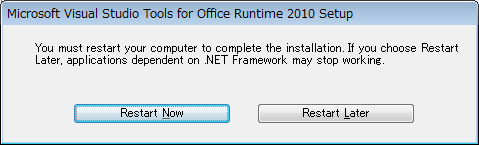 Microsoft Visual Studio Tools for Office Runtime 2010 Setup
You must restart your computer to complete the installation. If you choose Restart
Later, applications dependent on .NET Framework may stop working.
Restart Now
Restart Later